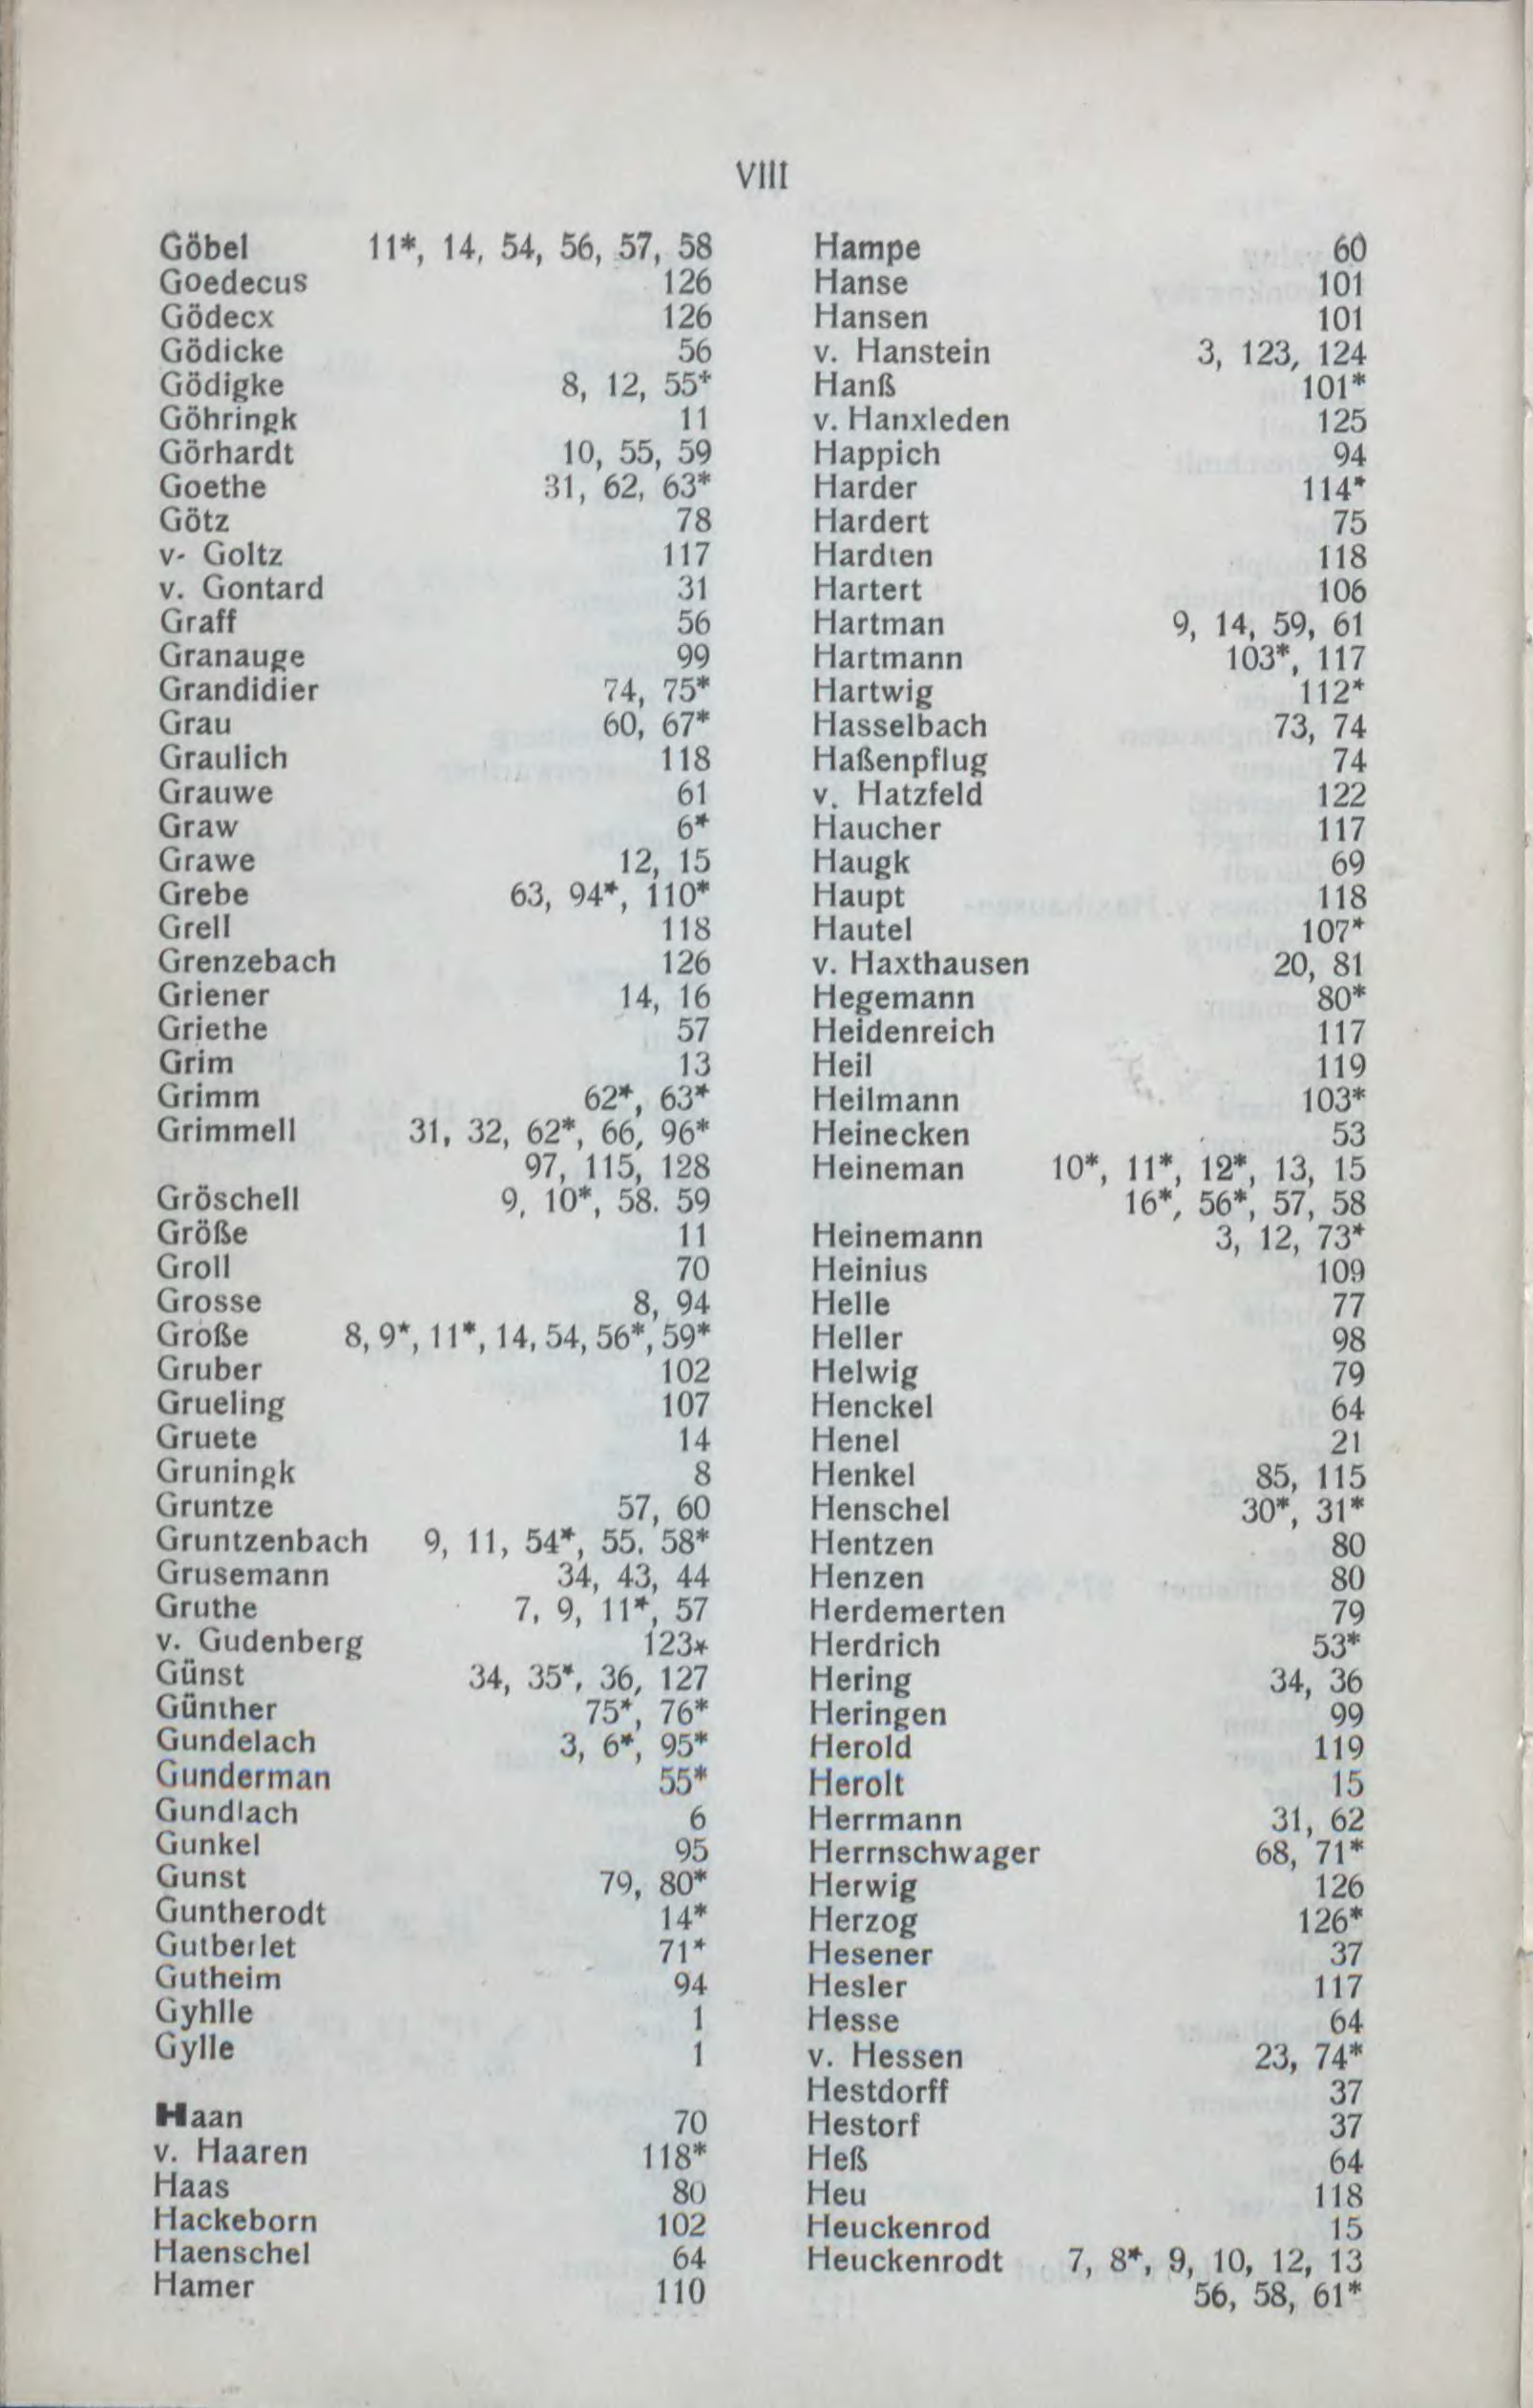 VIII
Göbel 11*, 14, 54, 56, 57, 58
Goedecus 126
Gödecx 126
Gödicke 56
Gödigke 8, 12, 55*
Göhringk 11
Görhardt 10, 55, 59
Goethe 31, 62, 63*
Götz 78
v- Goltz 117
v. Gontard 31
Graff 56
Granauge 99
Grandidier 74, 75*
Grau 60, 67*
Graulich 118
Grauwe 61
Graw 6*
Grawe 12, 15
Grebe 63, 94*, 110*
Grell 118
Grenzebach 126
Griener 14, 16
Griethe 57
Grim 13
Grimm 62*, 63*
Grimmell 31, 32, 62*, 66, 96*
97, 115, 128
Gröschell 9, 10*, 58. 59
Größe 11
Groll 70
Grosse 8, 94
Große 8, 9*, 11*, 14, 54, 56*, 59*
Gruber 102
Grueling 107
Gruete 14
Gruningk 8
Gruntze 57, 60
Gruntzenbach 9, 11, 54*, 55. 58*
Grusemann 34, 43, 44
Gruthe 7, 9, 11*, 57
v. Gudenberg 123*
Günst 34, 35*, 36, 127
Günther 75*, 76*
Gundelach 3, 6*, 95*
Gunderman 55*
Gundlach 6
Gunkel 95
Gunst 79, 80*
Guntherodt 14*
Gutberlet 71*
Gutheim 94
Gyhlle 1
Gylle 1
Haan 70
v. Haaren 118*
Haas 80
Hackeborn 102
Haenschel 64
Hamer 110
Hampe 60
Hanse 101
Hansen 101
v. Hanstein 3, 123, 124
Hanß 101*
v. Hanxleden 125
Happich 94
Harder 114*
Hardert 75
Hardten 118
Hartert 106
Hartman 9, 14, 59, 61
Hartmann 103*, 117
Hartwig 112*
Hasselbach 73, 74
Haßenpflug 74
v. Hatzfeld 122
Haucher 117
Haugk 69
Haupt 118
Hautel 107*
v. Haxthausen 20, 81
Hegemann 80*
Heidenreich 117
Heil 119
Heilmann 103*
Heinecken 53
Heineman 10*, 11*, 12*, 13, 15
16*, 56*, 57, 58
Heinemann 3, 12, 73*
Heinius 109
Helle 77
Heller 98
Helwig 79
Henckel 64
Henel 21
Henkel 85, 115
Henschel 30*, 31*
Hentzen 80
Henzen 80
Herdemerten 79
Herdrich 53*
Hering 34, 36
Heringen 99
Herold 119
Herolt 15
Herrmann 31, 62
Herrnschwager 68, 71*
Herwig 126
Herzog 126*
Hesener 37
Hesler 117
Hesse 64
v. Hessen 23, 74*
Hestdorff 37
Hestorf 37
Heß 64
Heu 118
Heuckenrod 15
Heuckenrodt 7, 8*, 9, 10, 12, 13
56, 58, 61*